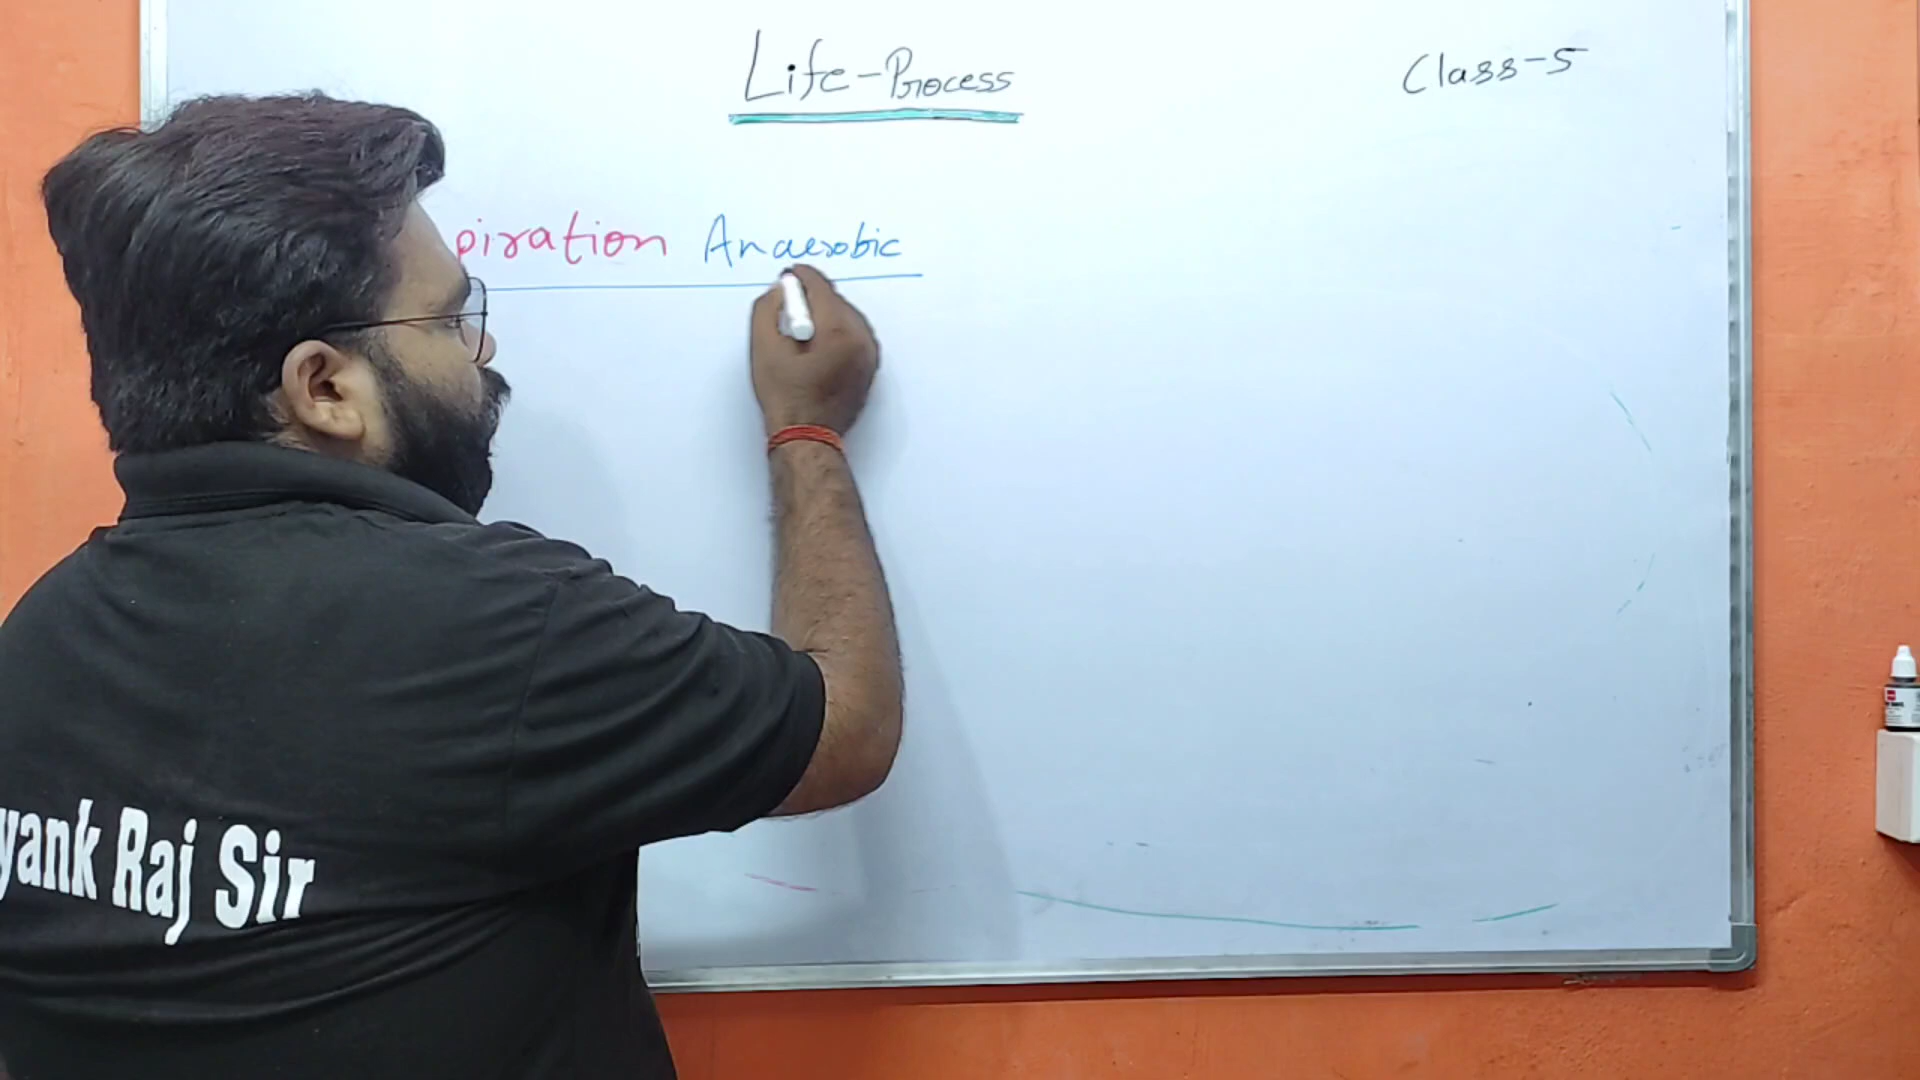 Life-Process
Class-5
piration Anaerobic
yank Raj Sir